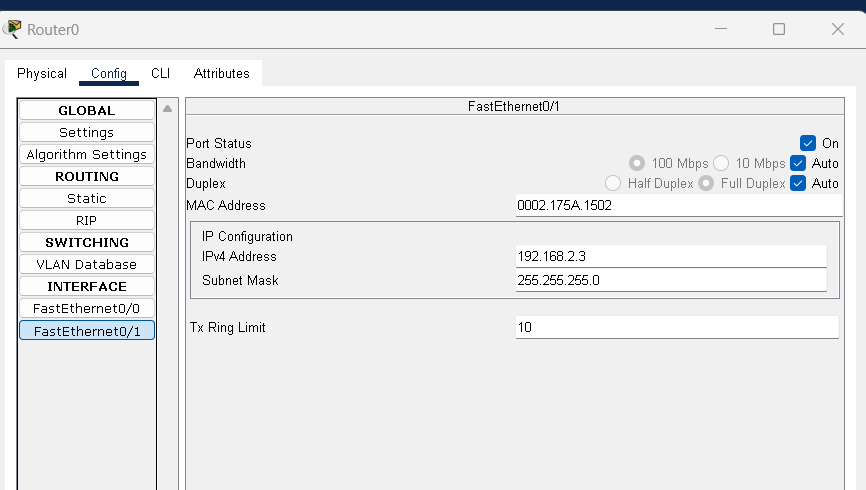 Router0
Physical Config CLI Attributes
GLOBAL
Settings
Algorithm Settings
ROUTING
Static
RIP
SWITCHING
VLAN Database
INTERFACE
FastEthernet0/0
FastEthernet0/1
FastEthernet0/1
Port Status On
Bandwidth 100 Mbps 10 Mbps Auto
Duplex Half Duplex Full Duplex Auto
MAC Address 0002.175A.1502
IP Configuration
IPv4 Address 192.168.2.3
Subnet Mask 255.255.255.0
Tx Ring Limit 10